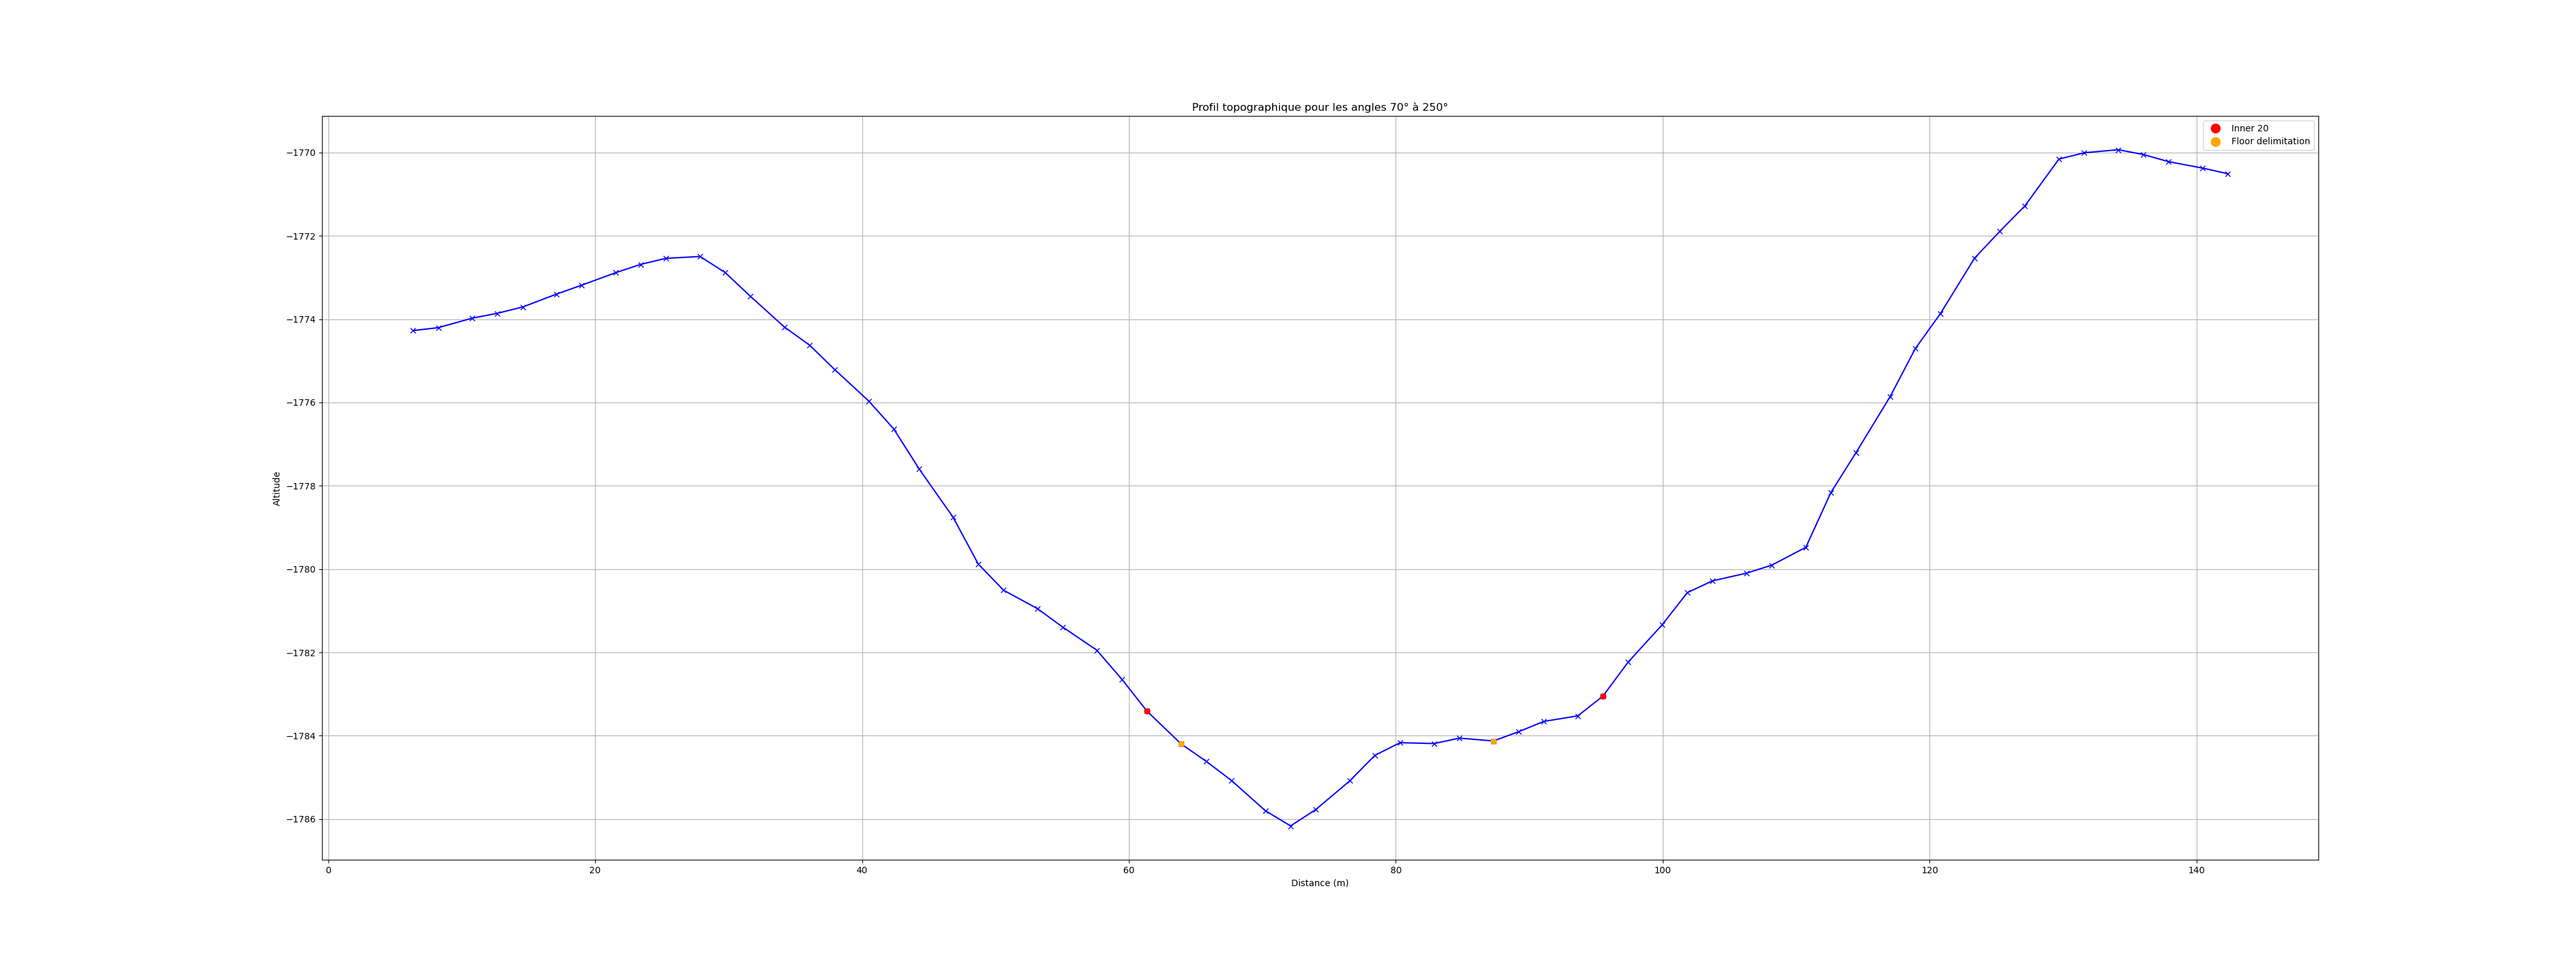 Profil topographique pour les angles 70° à 250°
Inner 20
Floor delimitation
−1770
−1772
−1774
−1776
−1778
−1780
−1782
−1784
−1786
Altitude
0 20 40 60 80 100 120 140
Distance (m)